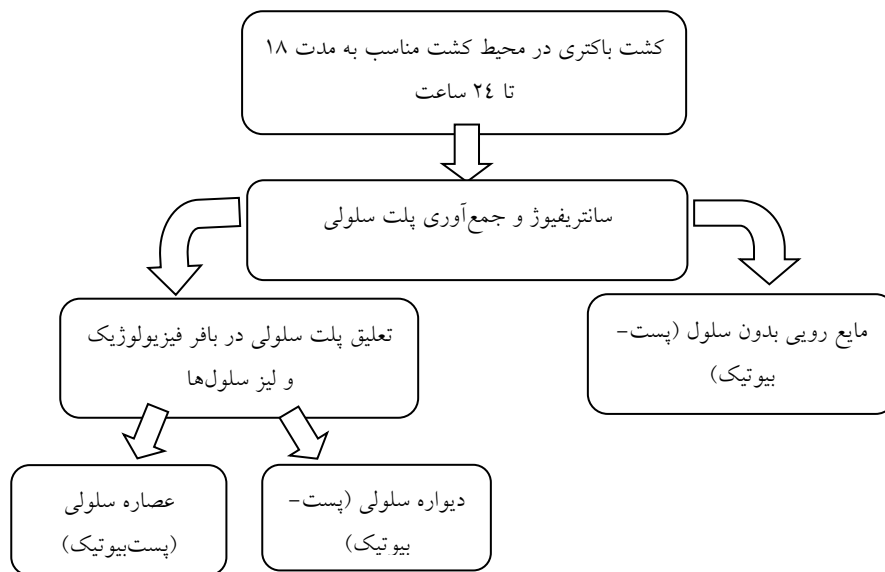 کشت باکتری در محیط کشت مناسب به مدت ۱۸
تا ۲٤ ساعت
سانتریفیوژ و جمع‌آوری پلت سلولی
مایع رویی بدون سلول (پست-
بیوتیک)
تعلیق پلت سلولی در بافر فیزیولوژیک
و لیز سلول‌ها
دیواره سلولی (پست-
بیوتیک)
عصاره سلولی
(پست‌بیوتیک)